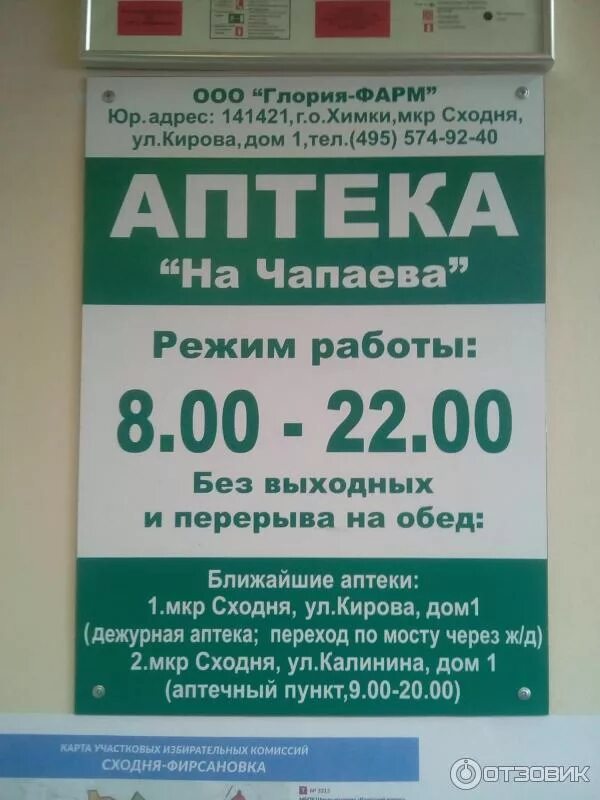 ООО “Глория-ФАРМ”
Юр.адрес: 141421,г.о.Химки,мкр Сходня,
ул.Кирова,дом 1,тел.(495) 574-92-40
АПТЕКА
“На Чапаева”
Режим работы:
8.00 - 22.00
Без выходных
и перерыва на обед:
Ближайшие аптеки:
1.мкр Сходня, ул.Кирова, дом1
(дежурная аптека; переход по мосту через ж/д)
2.мкр Сходня, ул.Калинина, дом 1
(аптечный пункт,9.00-20.00)
КАРТА УЧАСТКОВЫХ ИЗБИРАТЕЛЬНЫХ КОМИССИЙ
СХОДНЯ-ФИРСАНОВКА
№ 3313
ОТЗОВИК